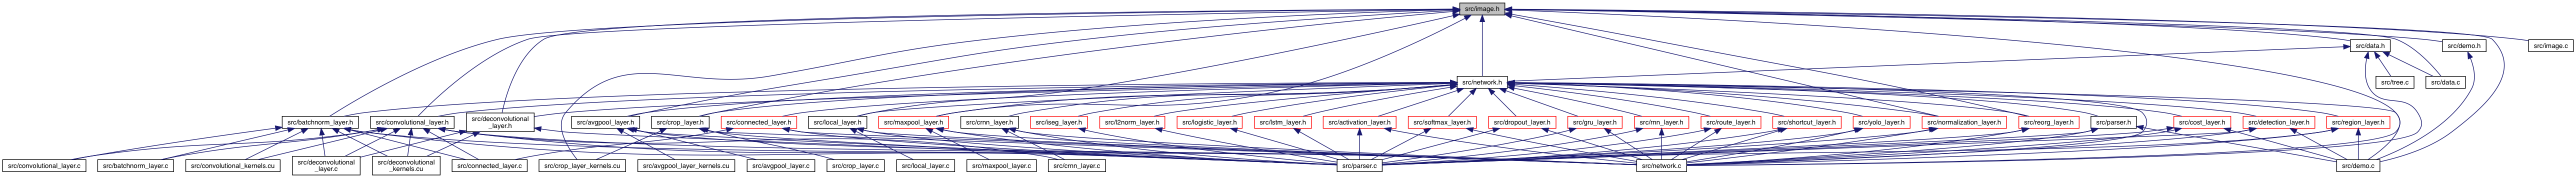 src/image.h
src/data.h
src/demo.h
src/image.c
src/network.h
src/tree.c
src/data.c
src/batchnorm_layer.h
src/convolutional_layer.h
src/deconvolutional
_layer.h
src/avgpool_layer.h
src/crop_layer.h
src/connected_layer.h
src/local_layer.h
src/maxpool_layer.h
src/crnn_layer.h
src/iseg_layer.h
src/l2norm_layer.h
src/logistic_layer.h
src/lstm_layer.h
src/activation_layer.h
src/softmax_layer.h
src/dropout_layer.h
src/gru_layer.h
src/rnn_layer.h
src/route_layer.h
src/shortcut_layer.h
src/yolo_layer.h
src/normalization_layer.h
src/reorg_layer.h
src/parser.h
src/cost_layer.h
src/detection_layer.h
src/region_layer.h
src/convolutional_layer.c
src/batchnorm_layer.c
src/convolutional_kernels.cu
src/deconvolutional
_layer.c
src/deconvolutional
_kernels.cu
src/connected_layer.c
src/crop_layer_kernels.cu
src/avgpool_layer_kernels.cu
src/avgpool_layer.c
src/crop_layer.c
src/local_layer.c
src/maxpool_layer.c
src/crnn_layer.c
src/parser.c
src/network.c
src/demo.c